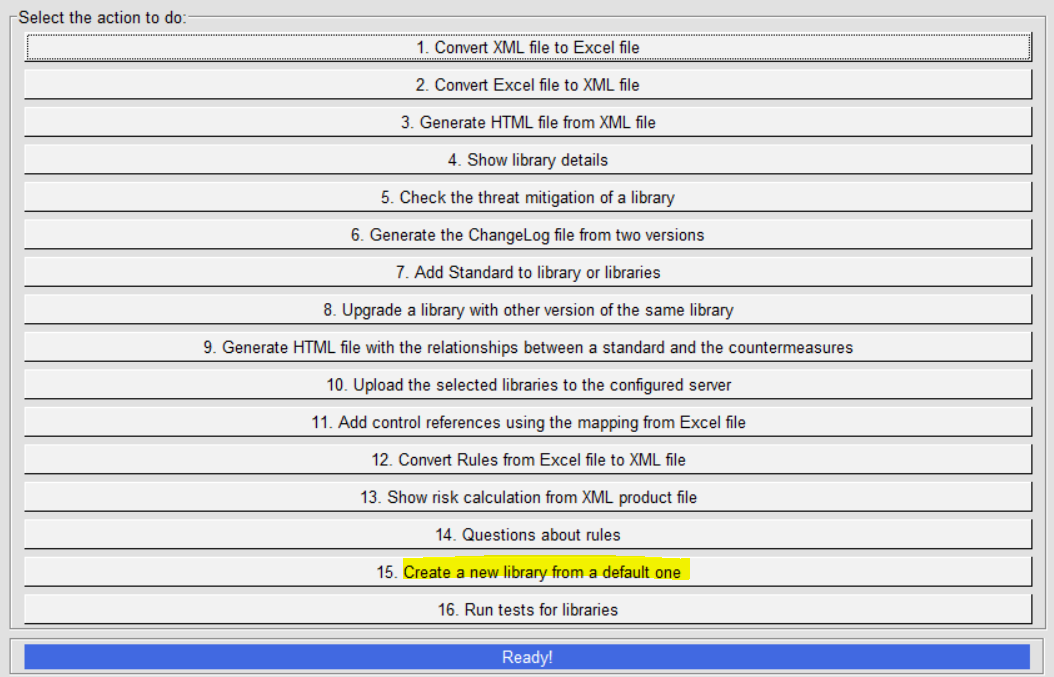 Select the action to do:
1. Convert XML file to Excel file
2. Convert Excel file to XML file
3. Generate HTML file from XML file
4. Show library details
5. Check the threat mitigation of a library
6. Generate the ChangeLog file from two versions
7. Add Standard to library or libraries
8. Upgrade a library with other version of the same library
9. Generate HTML file with the relationships between a standard and the countermeasures
10. Upload the selected libraries to the configured server
11. Add control references using the mapping from Excel file
12. Convert Rules from Excel file to XML file
13. Show risk calculation from XML product file
14. Questions about rules
15. Create a new library from a default one
16. Run tests for libraries
Ready!